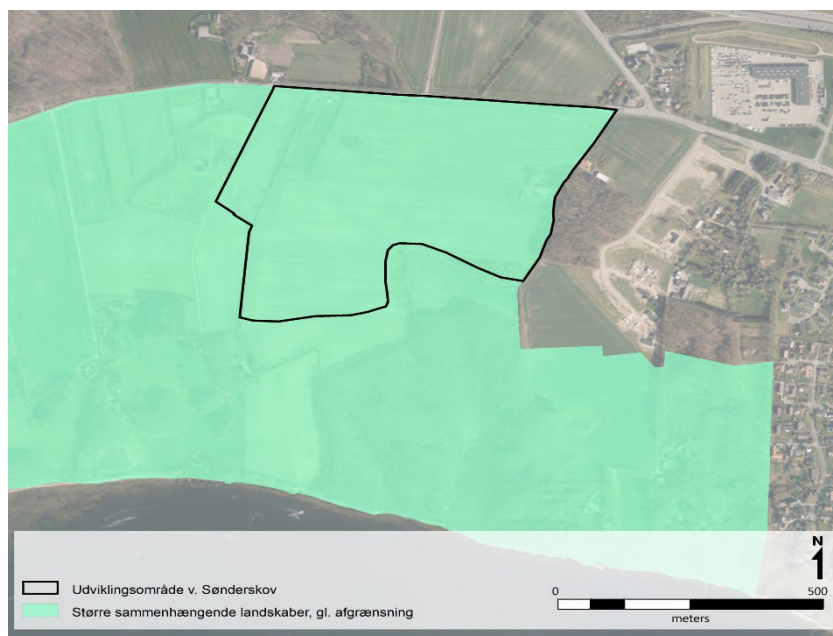 N
Udviklingsområde v. Sønderskov
Større sammenhængende landskaber, gl. afgrænsning
0 500
meters